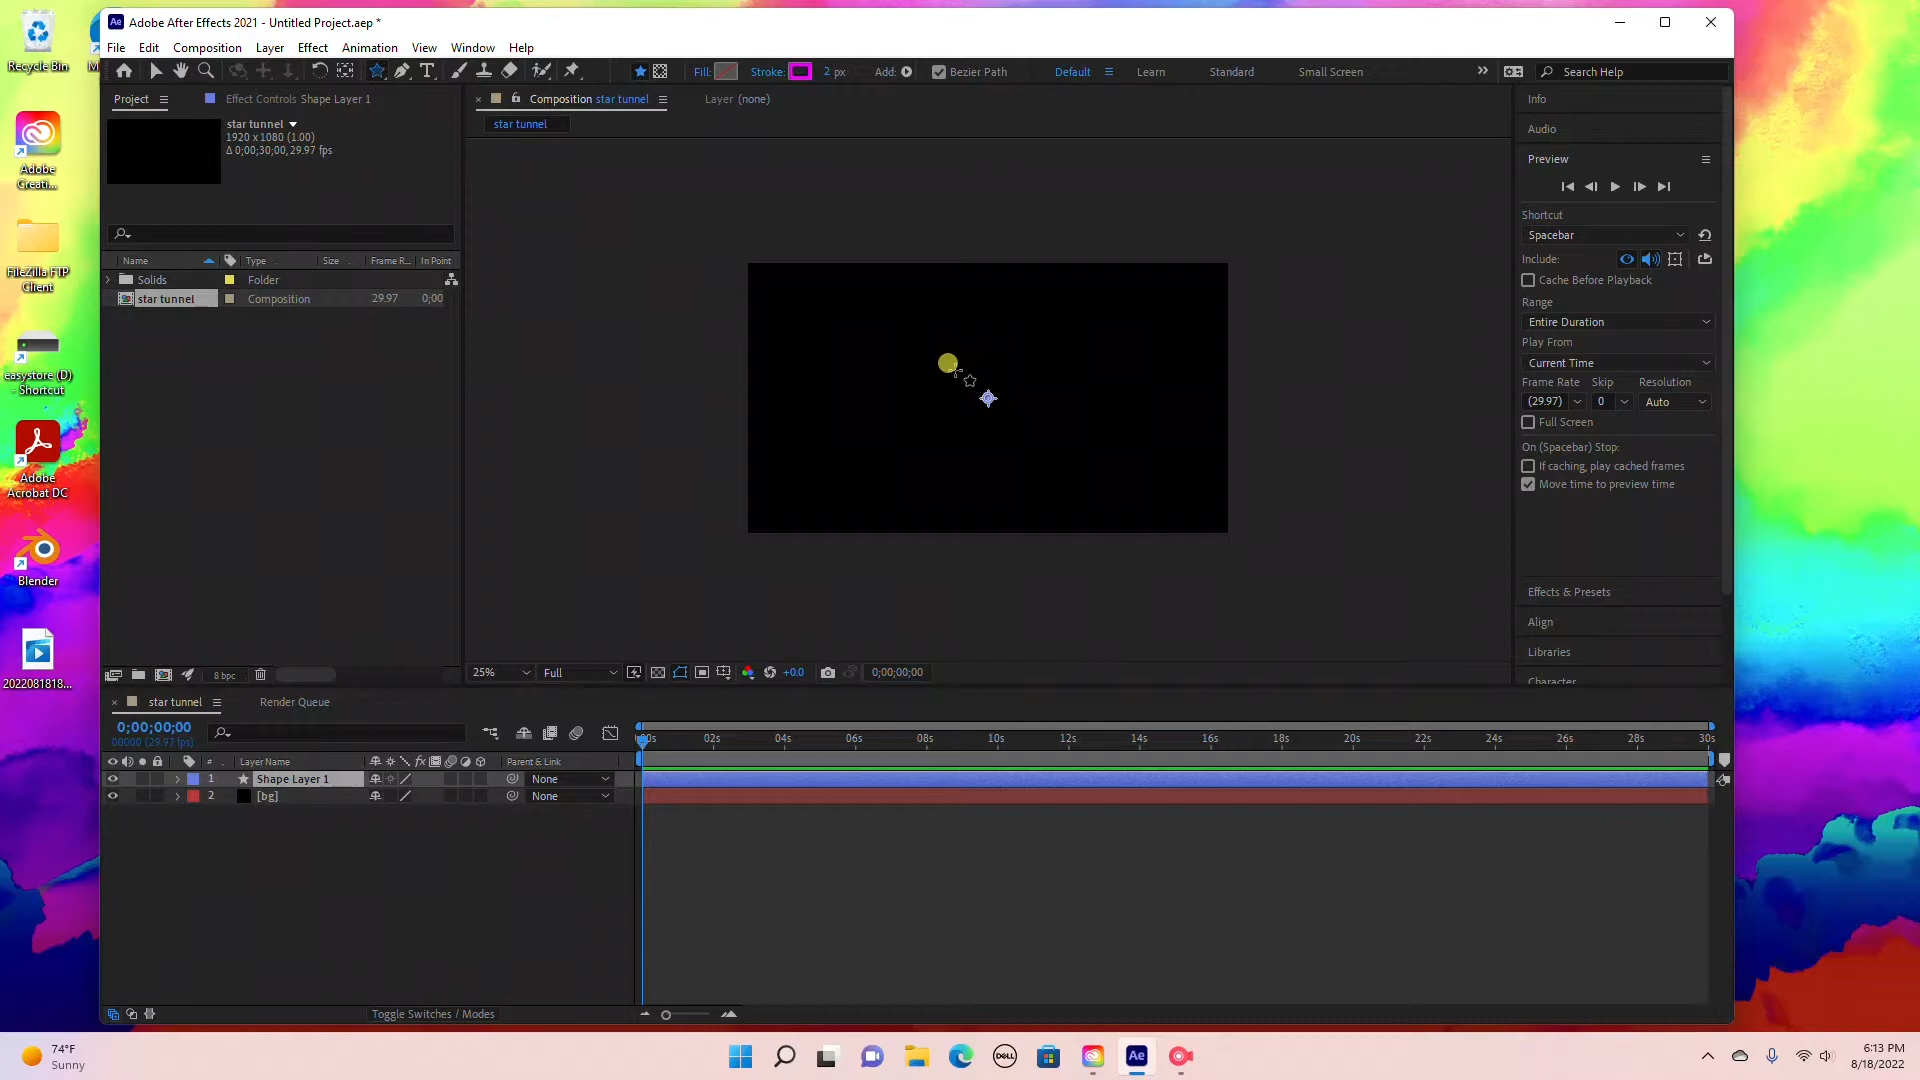 Adobe After Effects 2021 - Untitled Project.aep *
File Edit Composition Layer Effect Animation View Window Help
Fill: Stroke: 2 px Add: Bezier Path Default Learn Standard Small Screen Search Help
Project Effect Controls Shape Layer 1
Composition star tunnel Layer (none)
star tunnel
star tunnel
1920 x 1080 (1.00)
Δ 0;00;30;00, 29.97 fps
Name Type Size Frame R... In Point
Solids Folder
star tunnel Composition 29.97 0;00
8 bpc
25% Full +0.0 0;00;00;00
Info
Audio
Preview
Shortcut
Spacebar
Include:
Cache Before Playback
Range
Entire Duration
Play From
Current Time
Frame Rate Skip Resolution
(29.97) 0 Auto
Full Screen
On (Spacebar) Stop:
If caching, play cached frames
Move time to preview time
Effects & Presets
Align
Libraries
Character
star tunnel Render Queue
0;00;00;00
00000 (29.97 fps)
02s 04s 06s 08s 10s 12s 14s 16s 18s 20s 22s 24s 26s 28s 30s
# Layer Name fx Parent & Link
1 Shape Layer 1 None
2 [bg] None
Toggle Switches / Modes
Recycle Bin
Adobe
Creati...
FileZilla FTP
Client
easystore (D)
- Shortcut
Adobe
Acrobat DC
Blender
2022081818...
74°F
Sunny
DELL
Ae
6:13 PM
8/18/2022